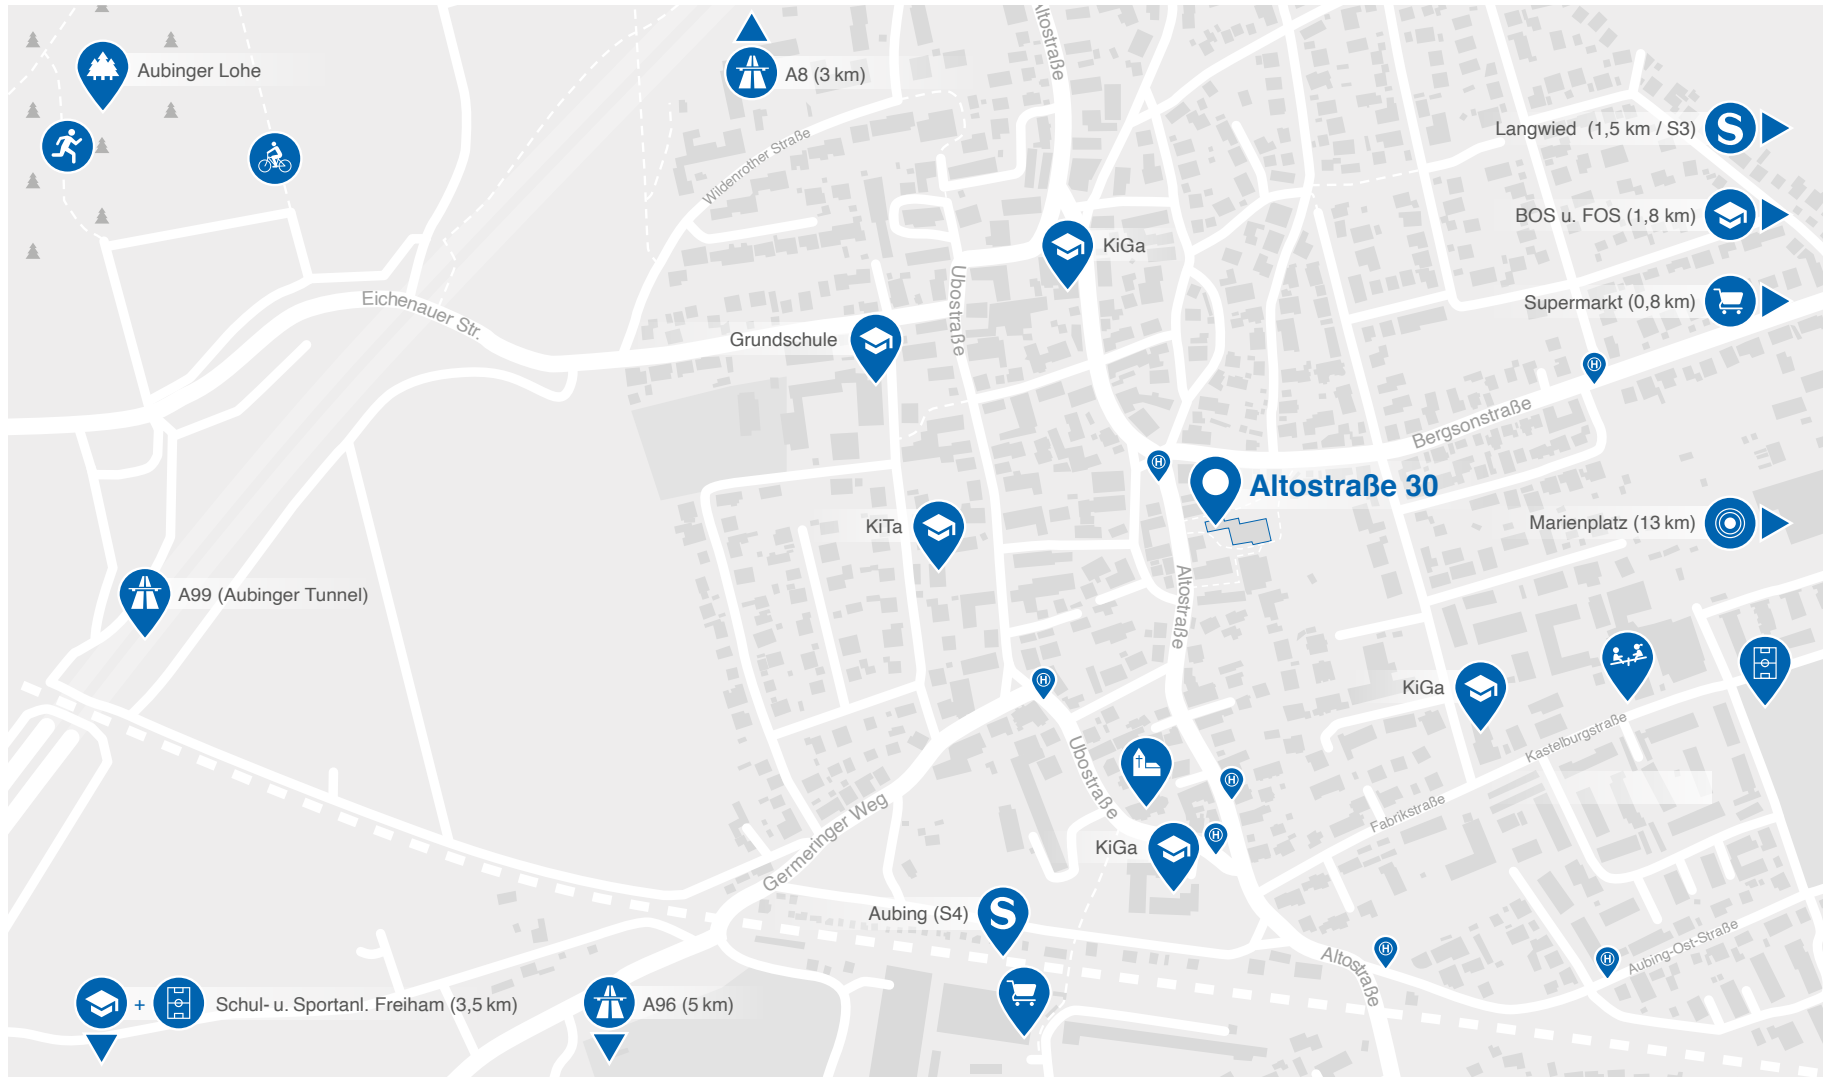 Altostraße
Aubinger Lohe
A8 (3 km)
Langwied (1,5 km / S3)
S
Wildenrother Straße
BOS u. FOS (1,8 km)
KiGa
Eichenauer Str.
Ubostraße
Supermarkt (0,8 km)
Grundschule
H
Bergsonstraße
H
Altostraße 30
KiTa
Marienplatz (13 km)
A99 (Aubinger Tunnel)
Altostraße
H
KiGa
Kastelburgstraße
Ubostraße
H
Germeringer Weg
Fabrikstraße
H
KiGa
Aubing (S4)
S
Altostraße
H
H
Aubing-Ost-Straße
+
Schul- u. Sportanl. Freiham (3,5 km)
A96 (5 km)